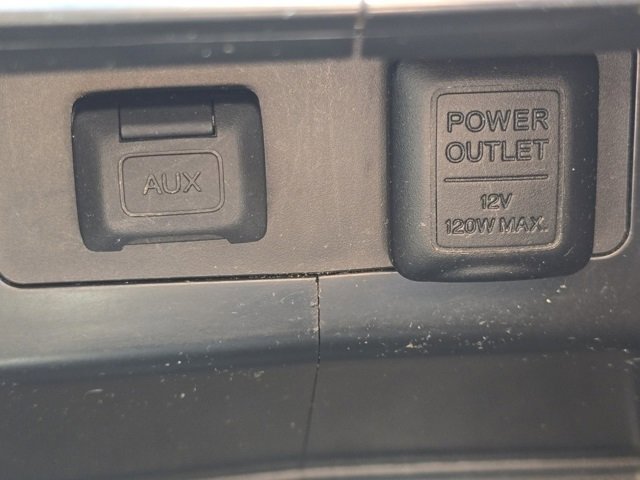 AUX
POWER
OUTLET
12V
120W MAX.